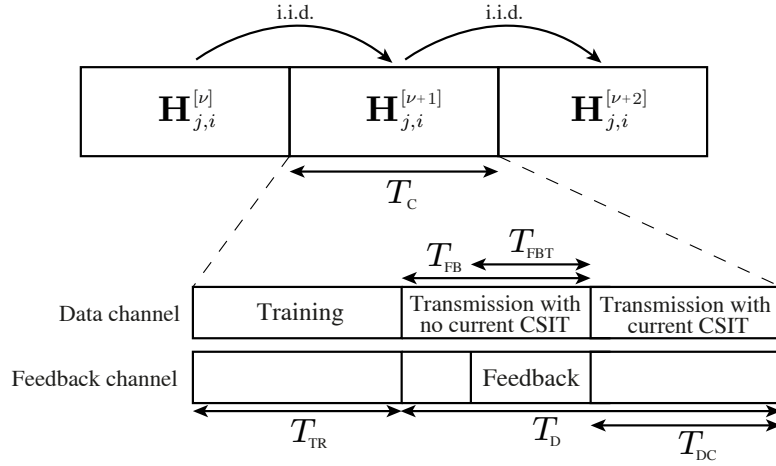 i.i.d. i.i.d.
H_{j,i}^{[ν]} H_{j,i}^{[ν+1]} H_{j,i}^{[ν+2]}
T_C
T_FB T_FBT
Data channel Training Transmission with no current CSIT Transmission with current CSIT
Feedback channel Feedback
T_TR T_D
T_DC